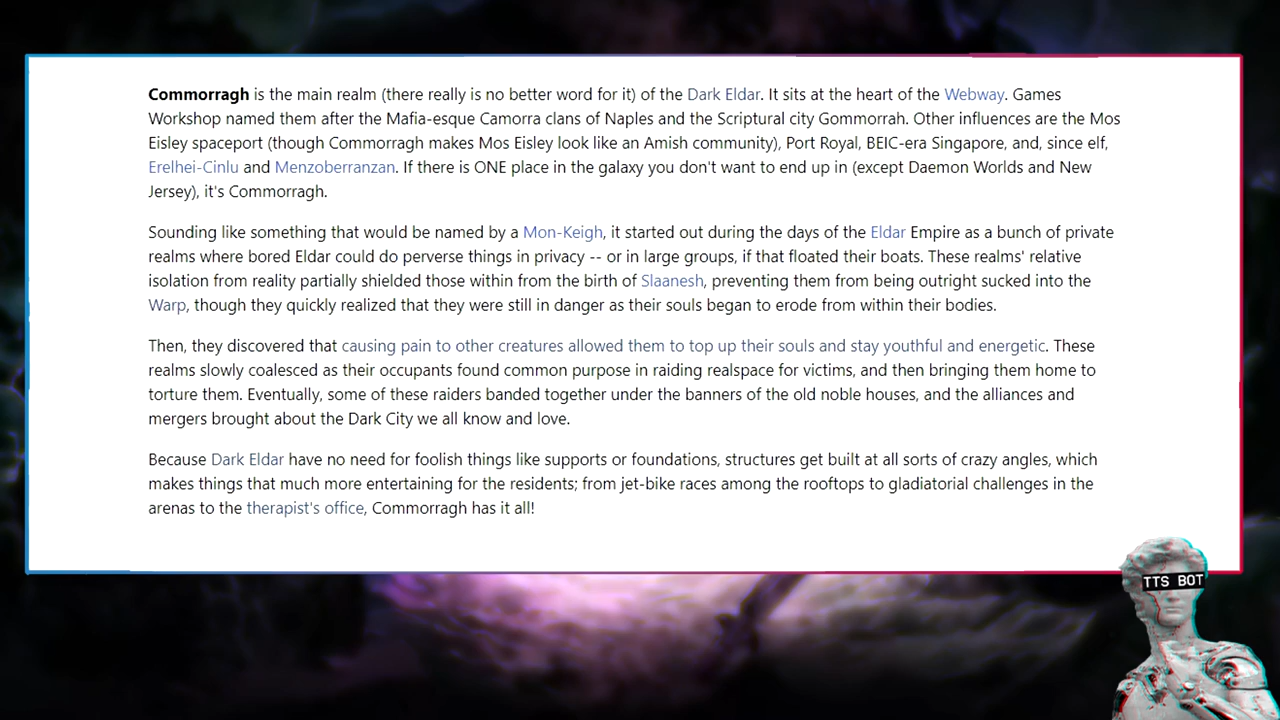 Commorragh is the main realm (there really is no better word for it) of the Dark Eldar. It sits at the heart of the Webway. Games
Workshop named them after the Mafia-esque Camorra clans of Naples and the Scriptural city Gommorrah. Other influences are the Mos
Eisley spaceport (though Commorragh makes Mos Eisley look like an Amish community), Port Royal, BEIC-era Singapore, and, since elf,
Erelhei-Cinlu and Menzoberranzan. If there is ONE place in the galaxy you don't want to end up in (except Daemon Worlds and New
Jersey), it's Commorragh.
Sounding like something that would be named by a Mon-Keigh, it started out during the days of the Eldar Empire as a bunch of private
realms where bored Eldar could do perverse things in privacy -- or in large groups, if that floated their boats. These realms' relative
isolation from reality partially shielded those within from the birth of Slaanesh, preventing them from being outright sucked into the
Warp, though they quickly realized that they were still in danger as their souls began to erode from within their bodies.
Then, they discovered that causing pain to other creatures allowed them to top up their souls and stay youthful and energetic. These
realms slowly coalesced as their occupants found common purpose in raiding realspace for victims, and then bringing them home to
torture them. Eventually, some of these raiders banded together under the banners of the old noble houses, and the alliances and
mergers brought about the Dark City we all know and love.
Because Dark Eldar have no need for foolish things like supports or foundations, structures get built at all sorts of crazy angles, which
makes things that much more entertaining for the residents; from jet-bike races among the rooftops to gladiatorial challenges in the
arenas to the therapist's office, Commorragh has it all!
TTS BOT